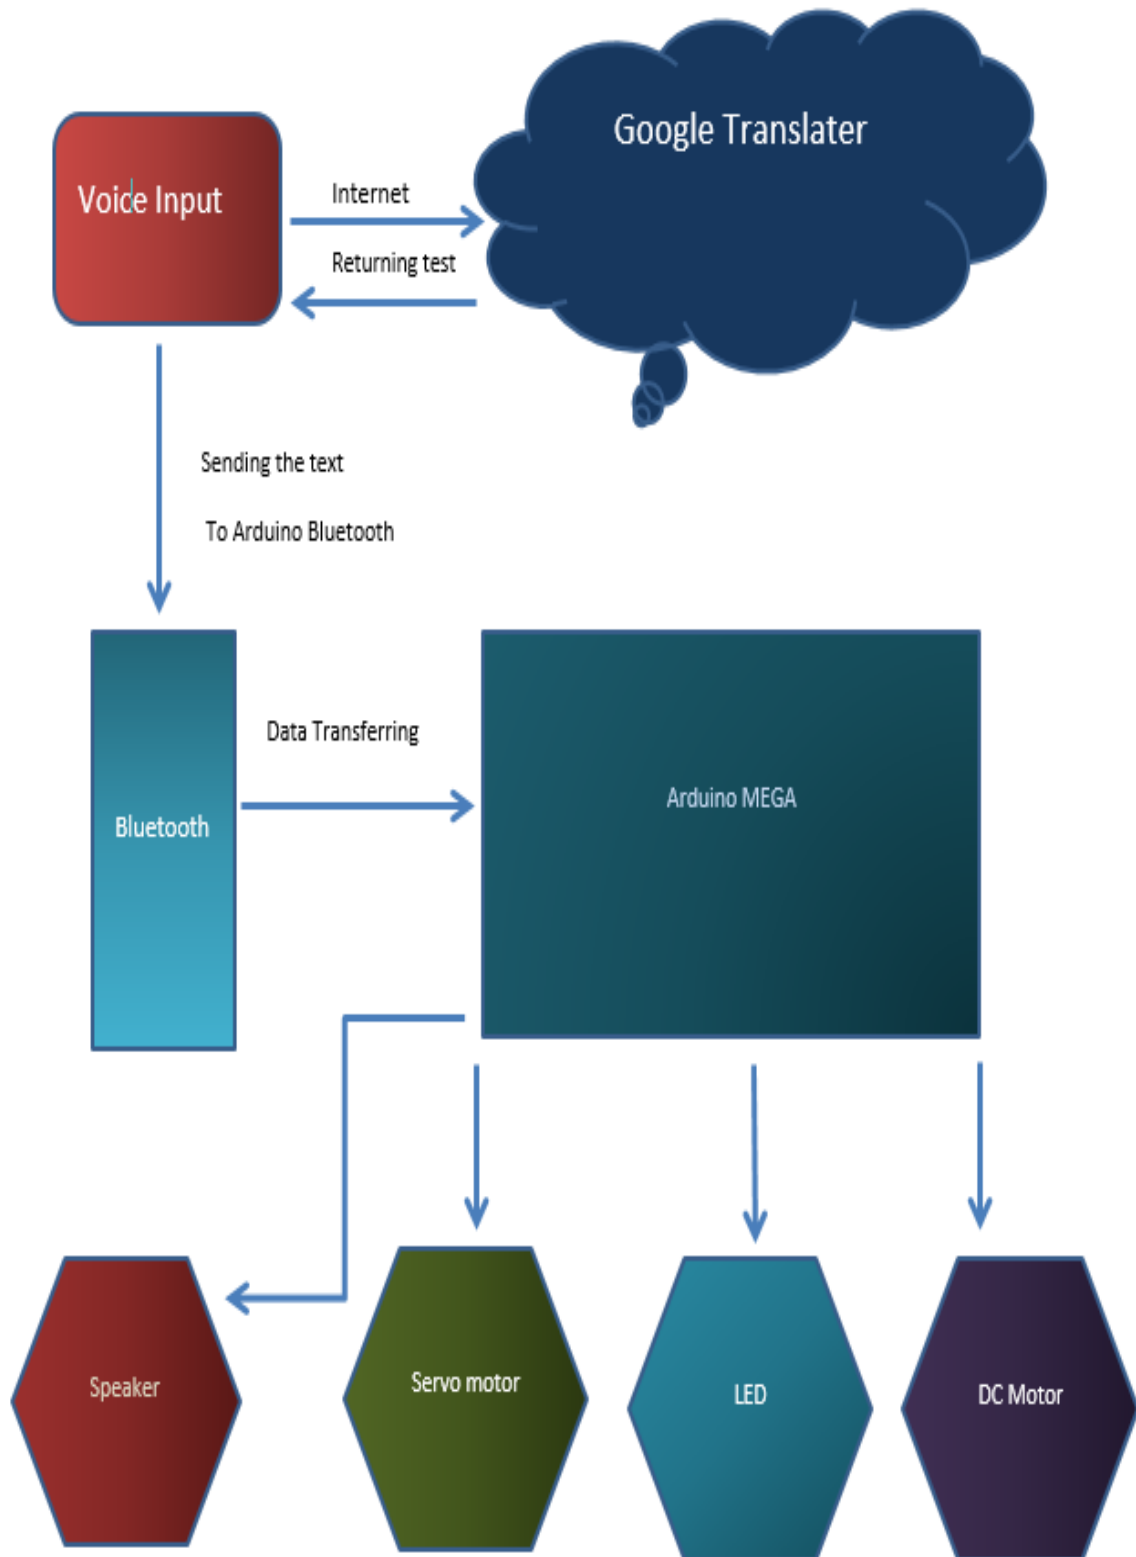 Google Translater
Voice Input
Internet
Returning test
Sending the text
To Arduino Bluetooth
Data Transferring
Arduino MEGA
Bluetooth
Speaker
Servo motor
LED
DC Motor